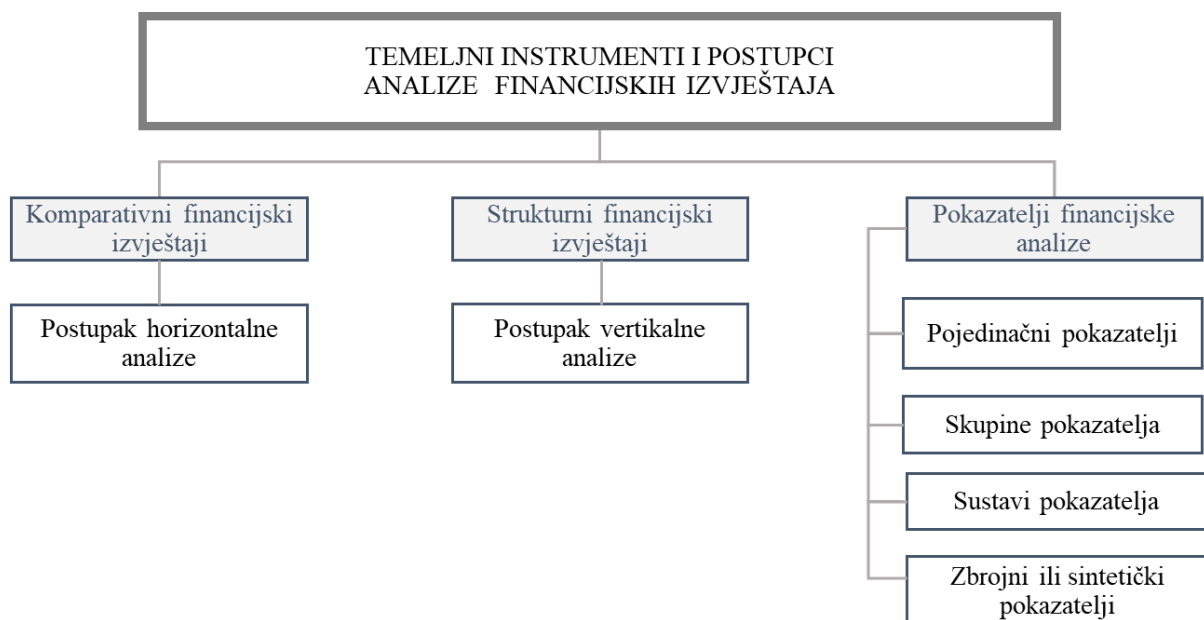 TEMELJNI INSTRUMENTI I POSTUPCI
ANALIZE FINANCIJSKIH IZVJEŠTAJA
Komparativni financijski
izvještaji
Postupak horizontalne
analize
Strukturni financijski
izvještaji
Postupak vertikalne
analize
Pokazatelji financijske
analize
Pojedinačni pokazatelji
Skupine pokazatelja
Sustavi pokazatelja
Zbrojni ili sintetički
pokazatelji